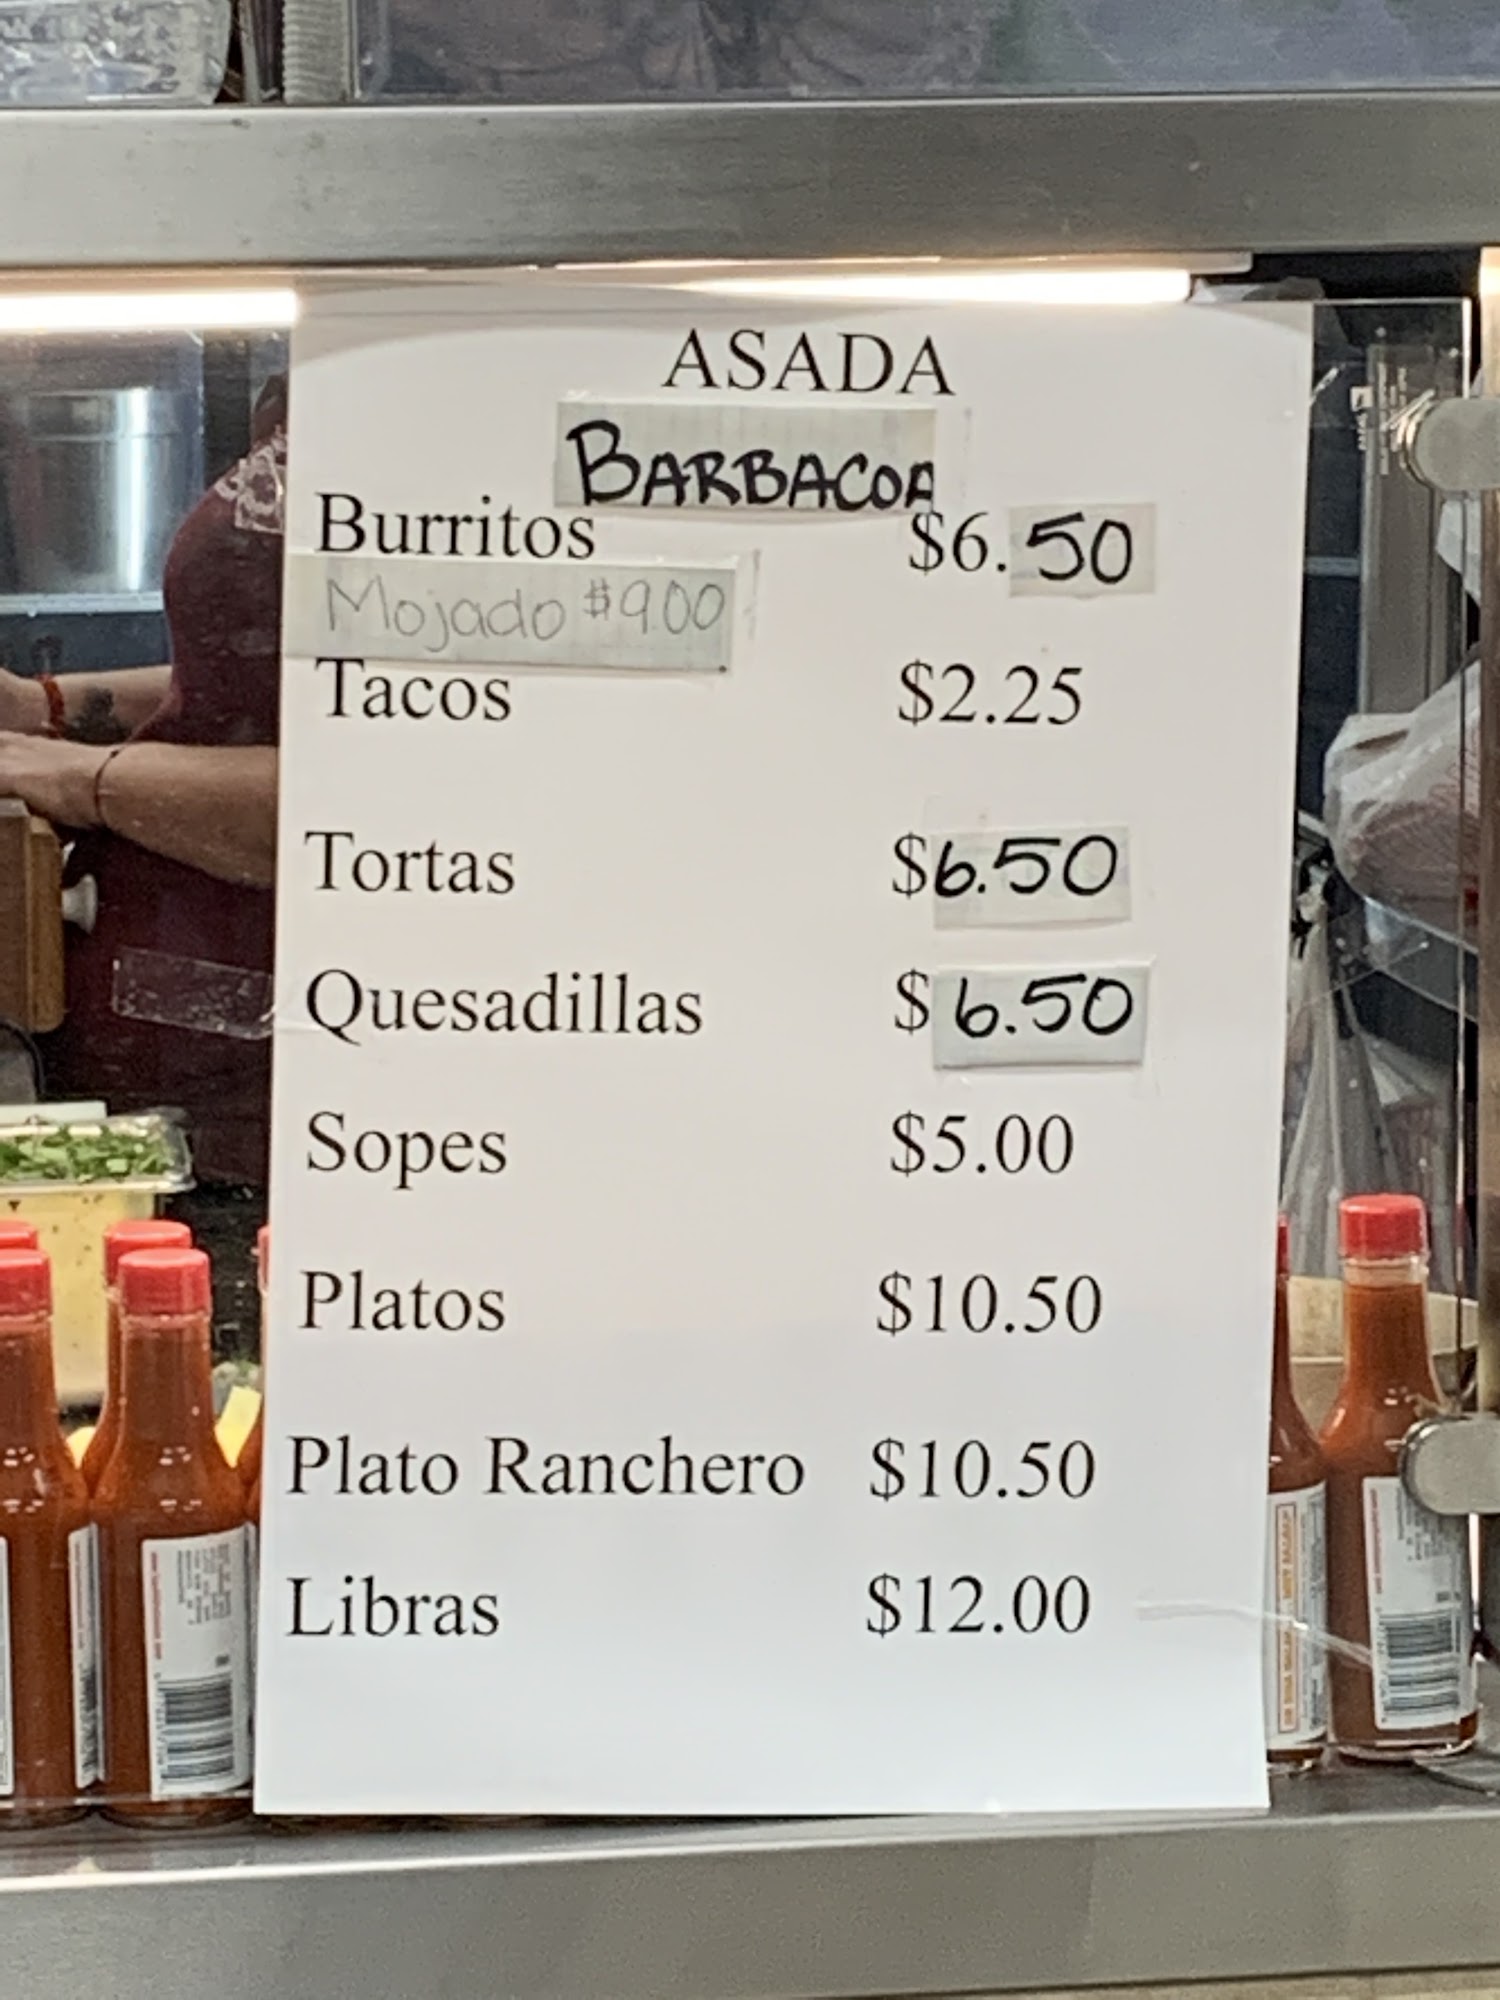 ASADA
BARBACOA
Burritos $6.50
Mojado $9.00
Tacos $2.25
Tortas $6.50
Quesadillas $6.50
Sopes $5.00
Platos $10.50
Plato Ranchero $10.50
Libras $12.00